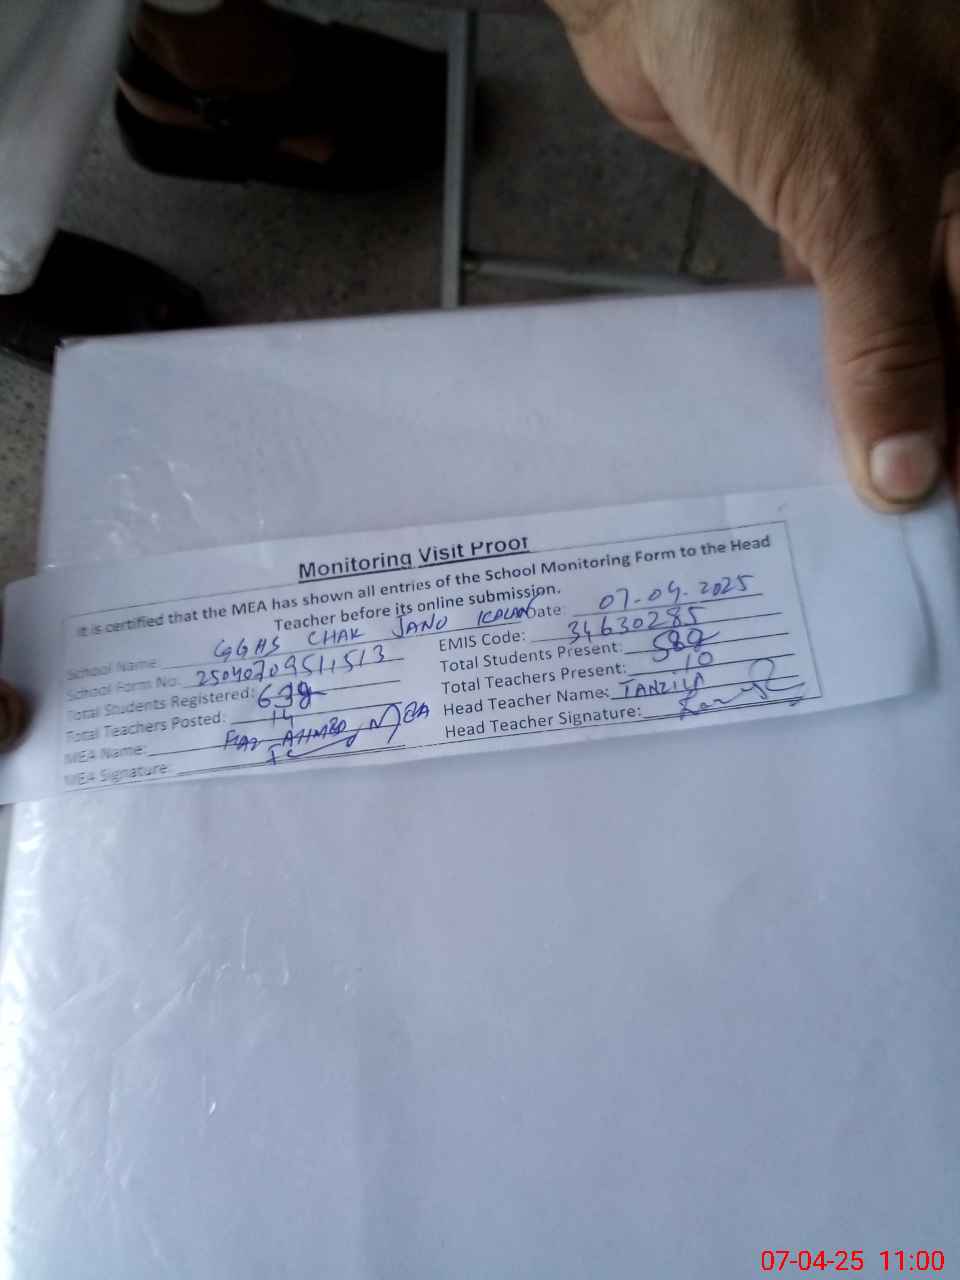 Monitoring Visit Proof
It is certified that the MEA has shown all entries of the School Monitoring Form to the Head
Teacher before its online submission.
School Name: GGHS CHAK JANO KALAN Date: 07.04.2025
School Form No: EMIS Code: 34630285
Total Students Registered: Total Students Present:
Total Teachers Posted: 14 Total Teachers Present: 10
MEA Name: AHMED MEA Head Teacher Name: TANZILA
MEA Signature: Head Teacher Signature:
07-04-25 11:00